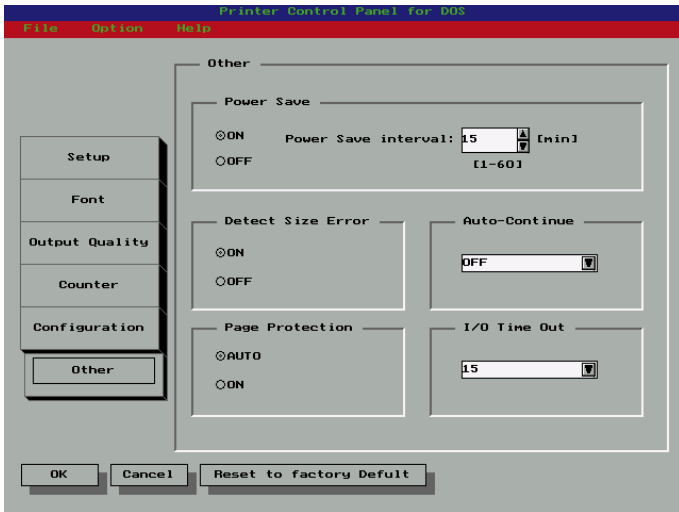 Printer Control Panel for DOS
File Option Help
Other
Power Save
ON
OFF
Power Save interval: 15 [min]
[1-60]
Setup
Font
Output Quality
Counter
Configuration
Other
Detect Size Error
ON
OFF
Auto-Continue
OFF
Page Protection
AUTO
ON
I/O Time Out
15
OK Cancel Reset to factory Defult